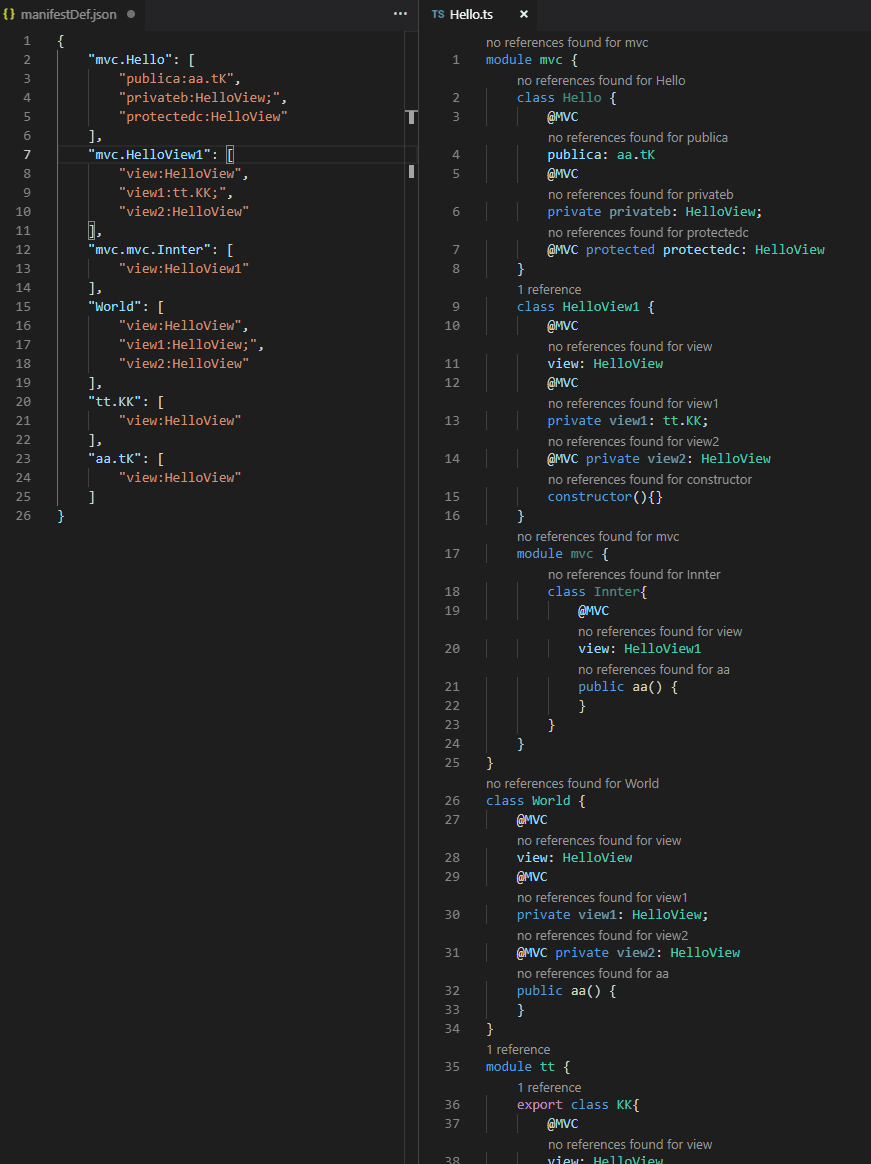 {} manifestDef.json ● ···
1 {
2 "mvc.Hello": [
3 "publica:aa.tK",
4 "privateb:HelloView;",
5 "protectedc:HelloView"
6 ],
7 "mvc.HelloView1": [
8 "view:HelloView",
9 "view1:tt.KK;",
10 "view2:HelloView"
11 ],
12 "mvc.mvc.Innter": [
13 "view:HelloView1"
14 ],
15 "World": [
16 "view:HelloView",
17 "view1:HelloView;",
18 "view2:HelloView"
19 ],
20 "tt.KK": [
21 "view:HelloView"
22 ],
23 "aa.tK": [
24 "view:HelloView"
25 ]
26 }
TS Hello.ts ×
no references found for mvc
1 module mvc {
no references found for Hello
2 class Hello {
3 @MVC
no references found for publica
4 publica: aa.tK
5 @MVC
no references found for privateb
6 private privateb: HelloView;
no references found for protectedc
7 @MVC protected protectedc: HelloView
8 }
1 reference
9 class HelloView1 {
10 @MVC
no references found for view
11 view: HelloView
12 @MVC
no references found for view1
13 private view1: tt.KK;
no references found for view2
14 @MVC private view2: HelloView
no references found for constructor
15 constructor(){}
16 }
no references found for mvc
17 module mvc {
no references found for Innter
18 class Innter{
19 @MVC
no references found for view
20 view: HelloView1
no references found for aa
21 public aa() {
22 }
23 }
24 }
25 }
no references found for World
26 class World {
27 @MVC
no references found for view
28 view: HelloView
29 @MVC
no references found for view1
30 private view1: HelloView;
no references found for view2
31 @MVC private view2: HelloView
no references found for aa
32 public aa() {
33 }
34 }
1 reference
35 module tt {
1 reference
36 export class KK{
37 @MVC
no references found for view
38 view: HelloView